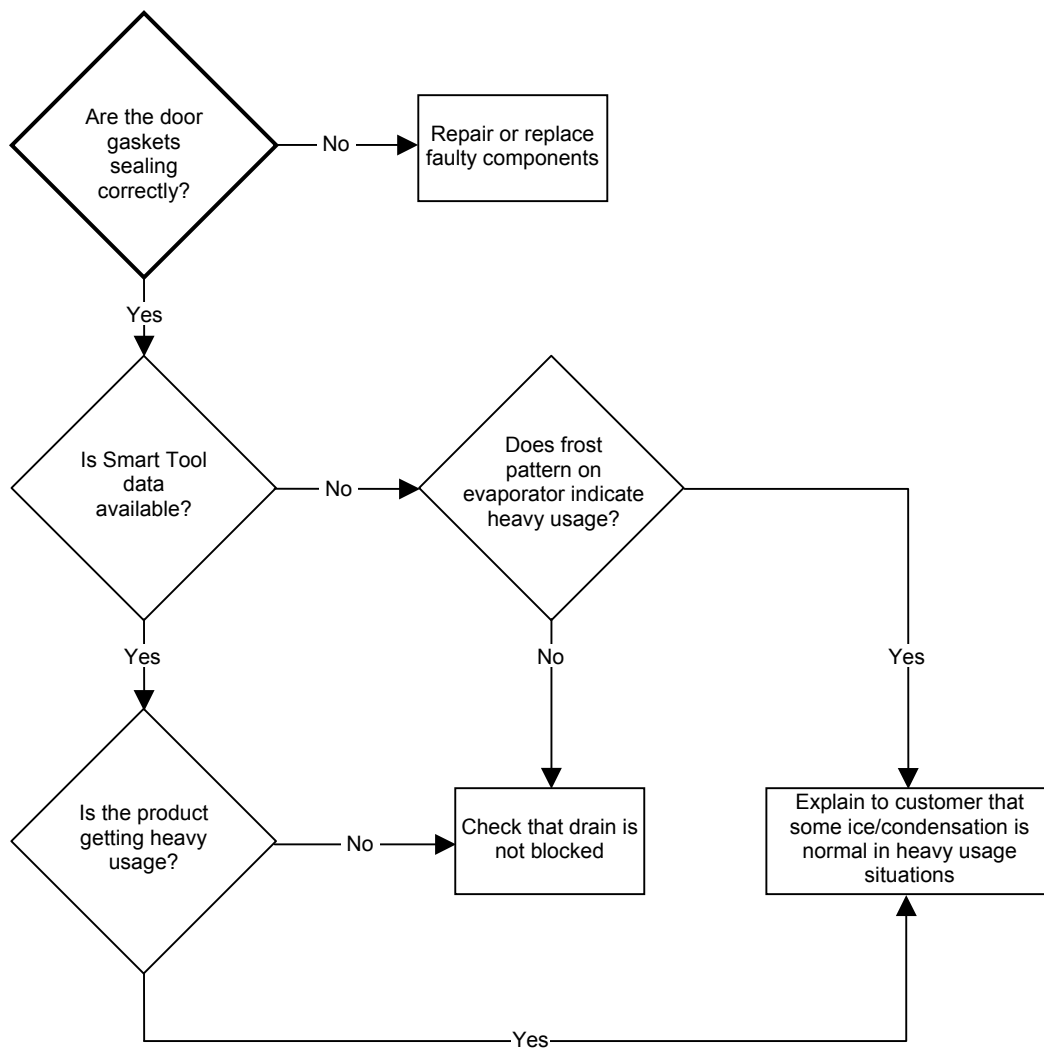 Are the door
gaskets
sealing
correctly?
No
Repair or replace
faulty components
Yes
Is Smart Tool
data
available?
No
Does frost
pattern on
evaporator indicate
heavy usage?
Yes
No
Yes
Is the product
getting heavy
usage?
No
Check that drain is
not blocked
Explain to customer that
some ice/condensation is
normal in heavy usage
situations
Yes